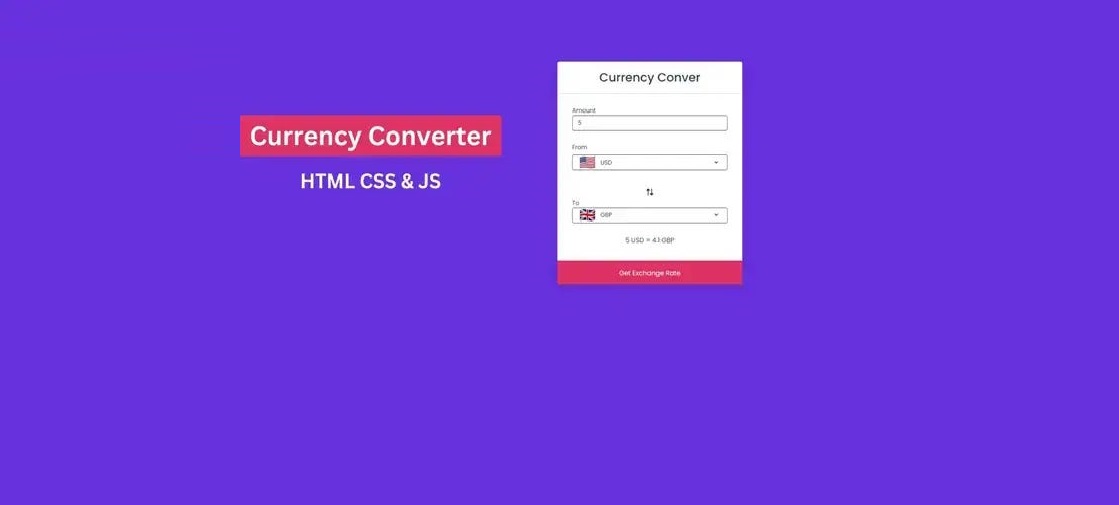 Currency Converter
HTML CSS & JS
Currency Conver
Amount
5
From
USD
To
GBP
5 USD = 4.1 GBP
Get Exchange Rate